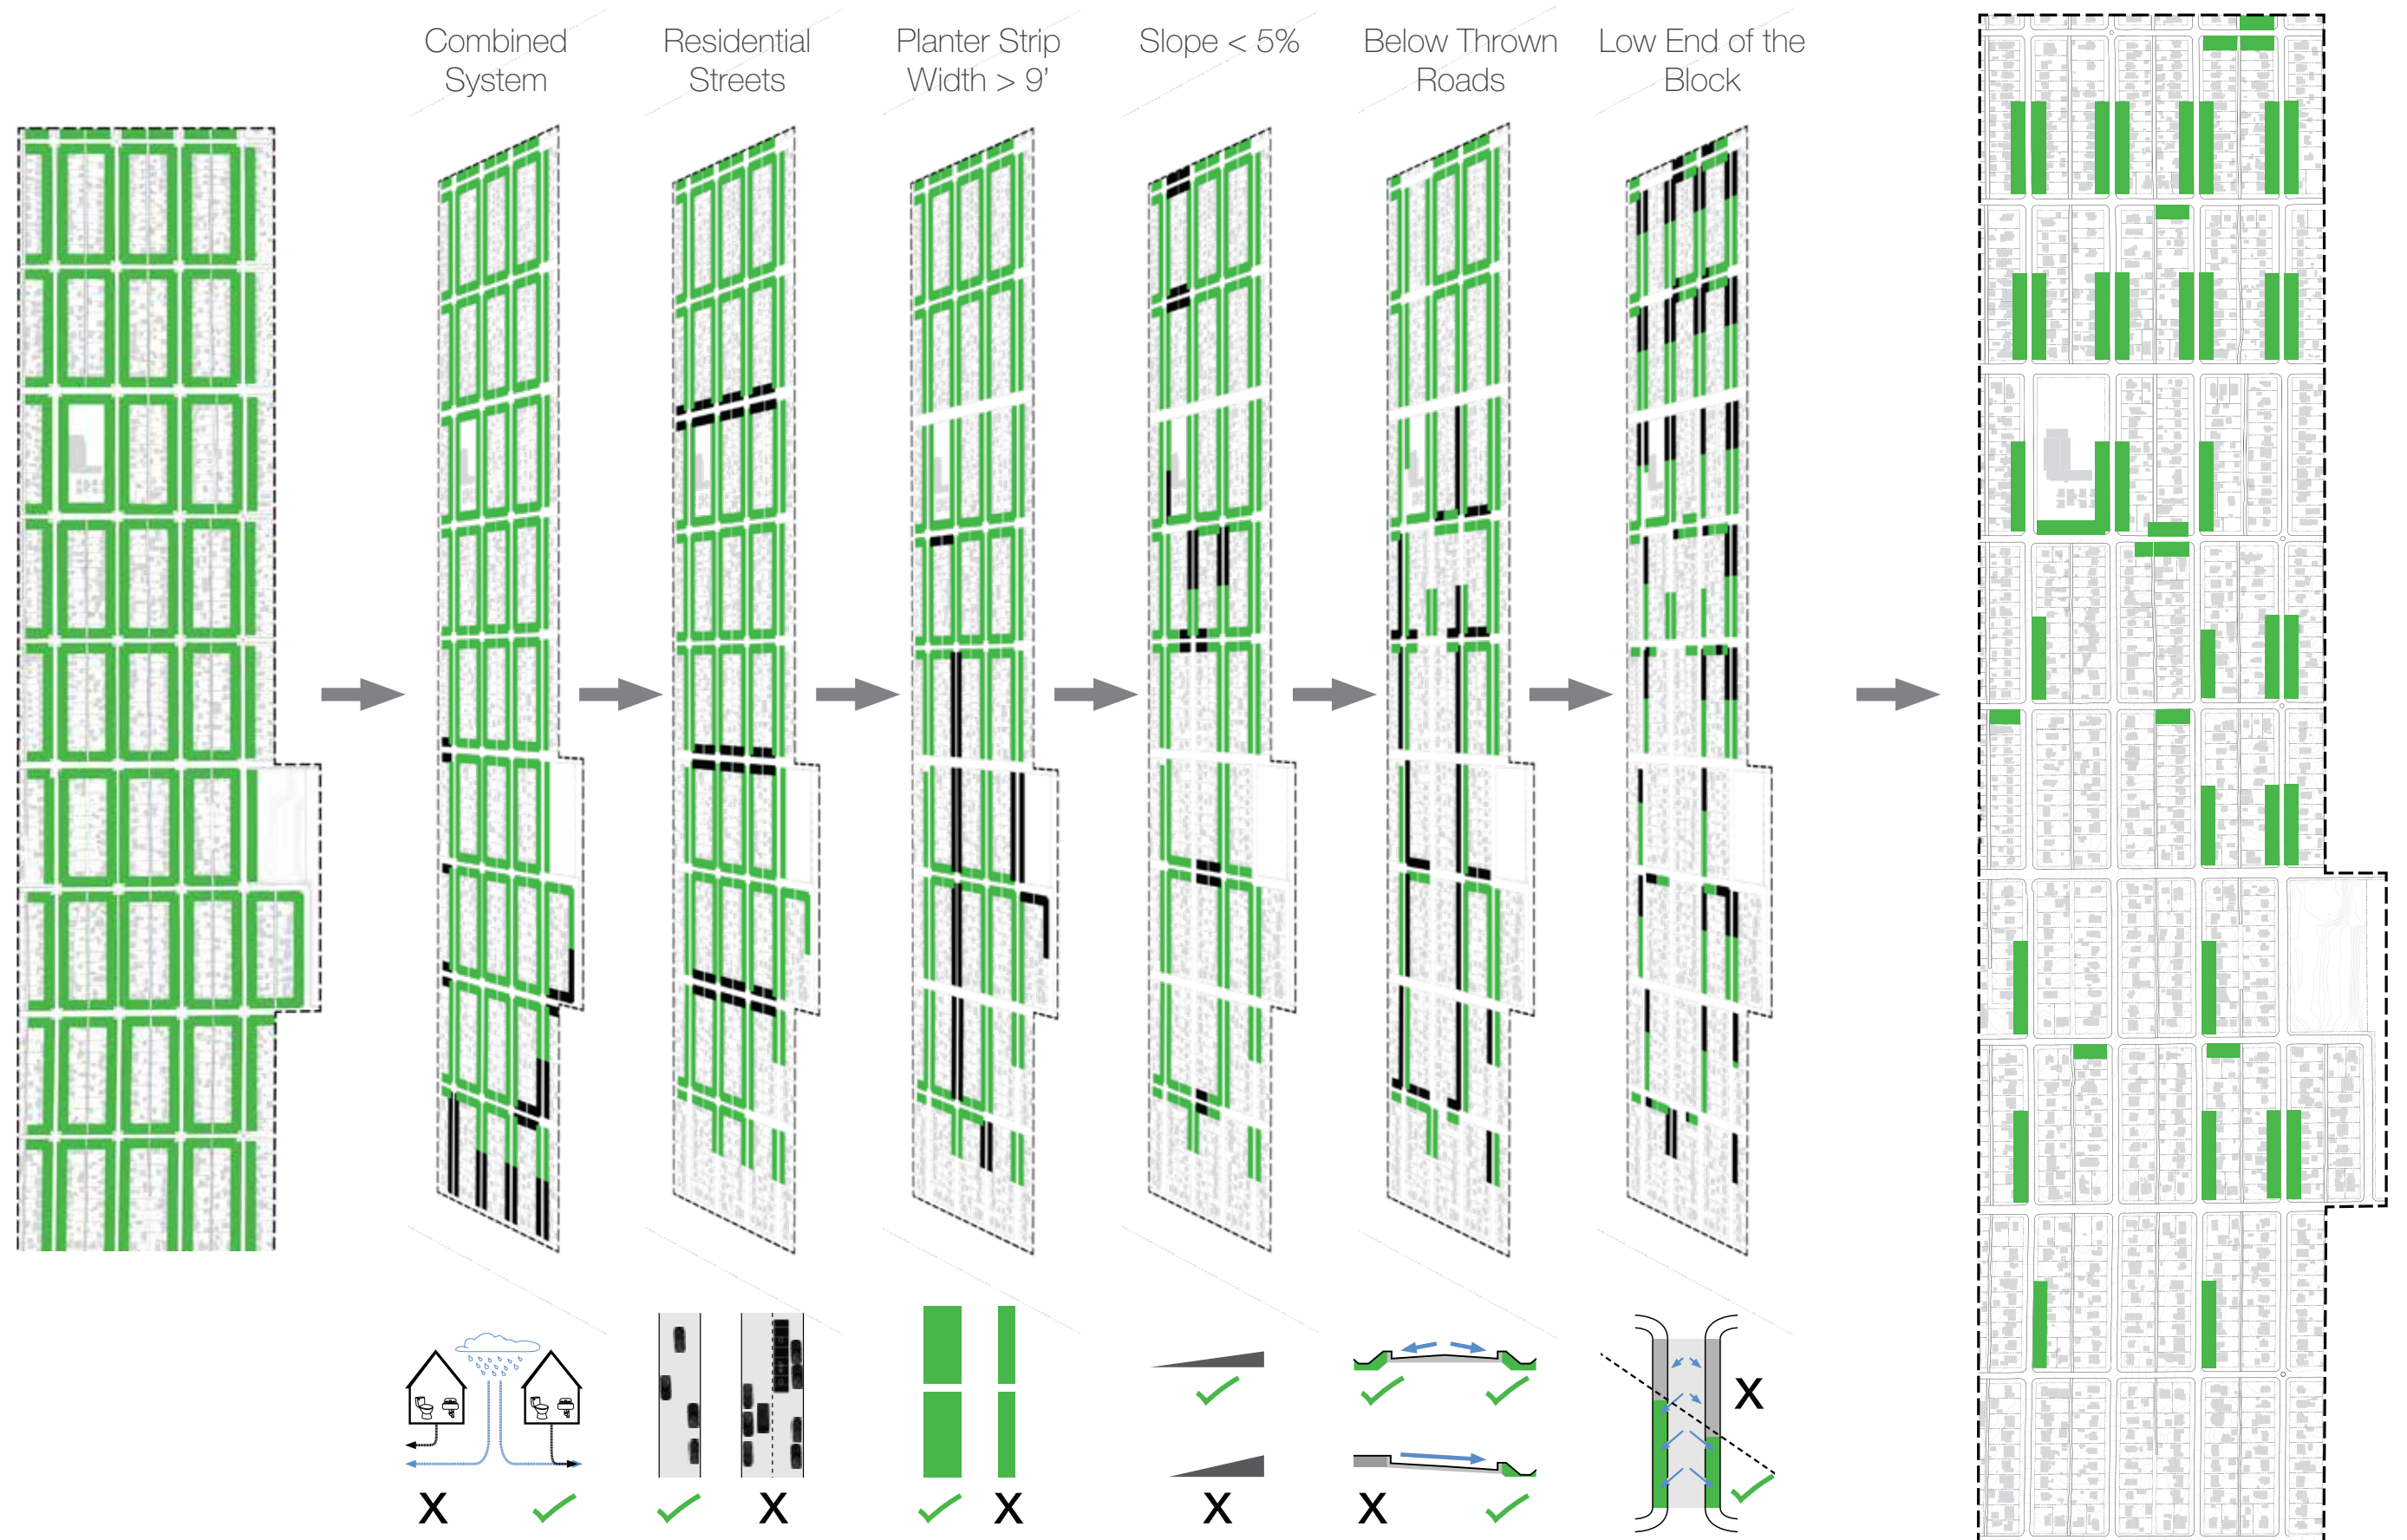 Combined
System
Residential
Streets
Planter Strip
Width > 9’
Slope < 5%
Below Thrown
Roads
Low End of the
Block
X
X
X
X
X
X